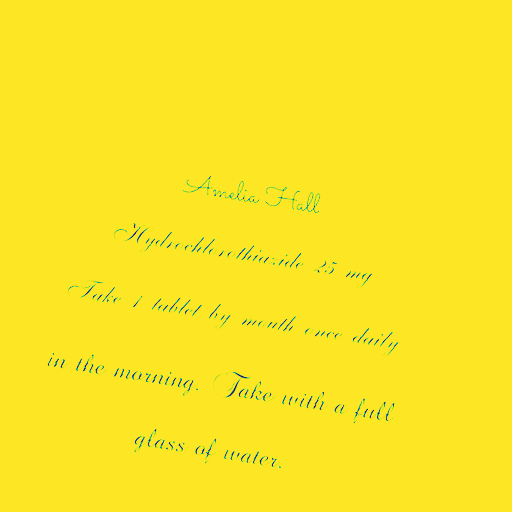 Amelia Hall
Hydrochlorothiazide 25 mg
Take 1 tablet by mouth once daily
in the morning. Take with a full
glass of water.